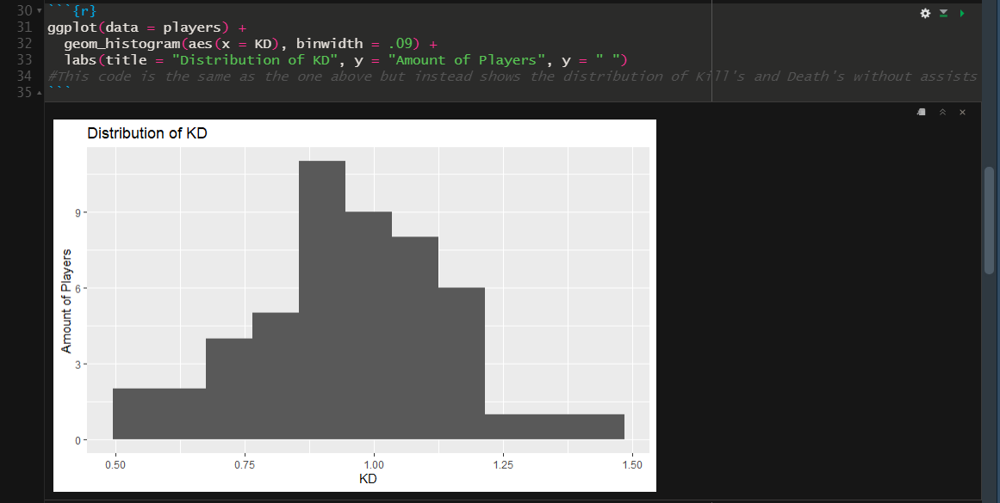 30 ```{r}
31 ggplot(data = players) +
32 geom_histogram(aes(x = KD), binwidth = .09) +
33 labs(title = "Distribution of KD", y = "Amount of Players", y = " ")
34 #This code is the same as the one above but instead shows the distribution of Kill's and Death's without assists
35 ```
Distribution of KD
Amount of Players
9
6
3
0
0.50 0.75 1.00 1.25 1.50
KD